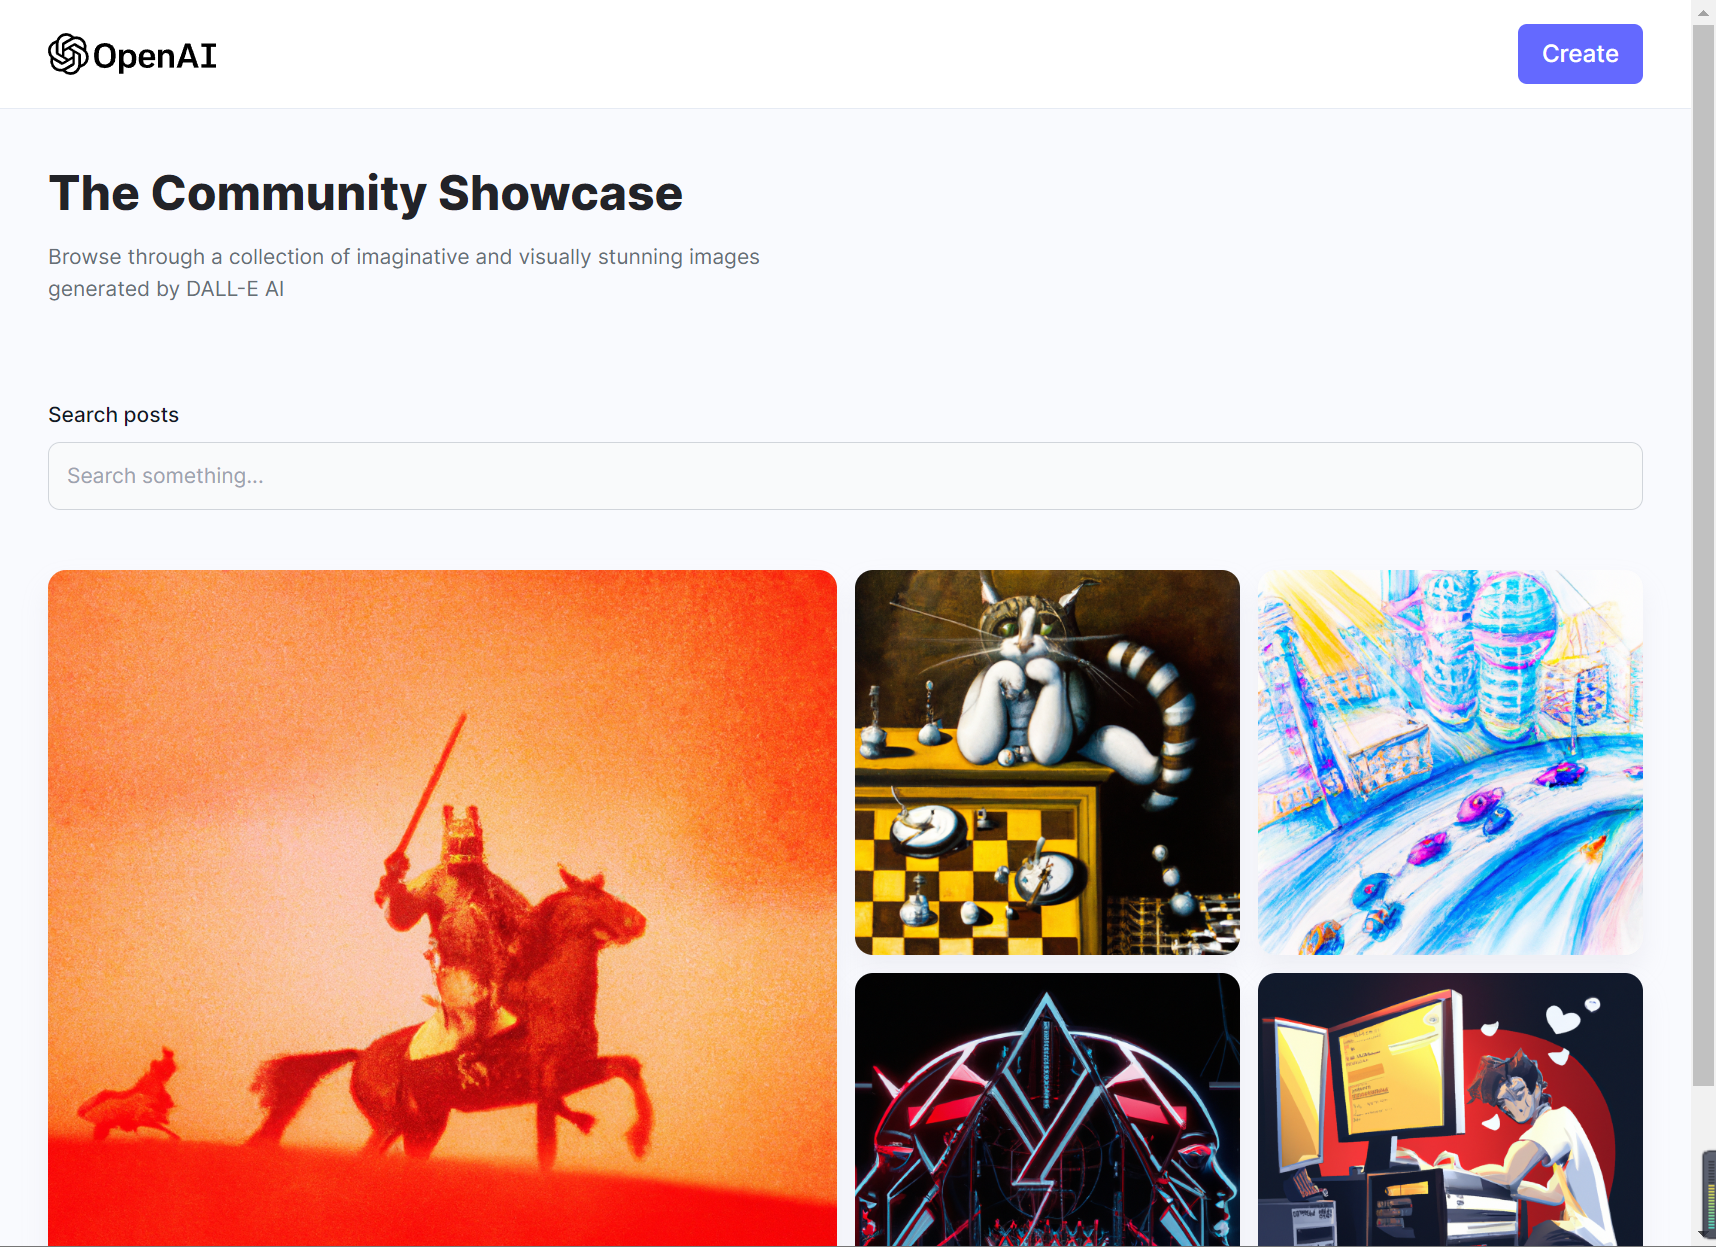 OpenAI
Create
The Community Showcase
Browse through a collection of imaginative and visually stunning images
generated by DALL-E AI
Search posts
Search something...